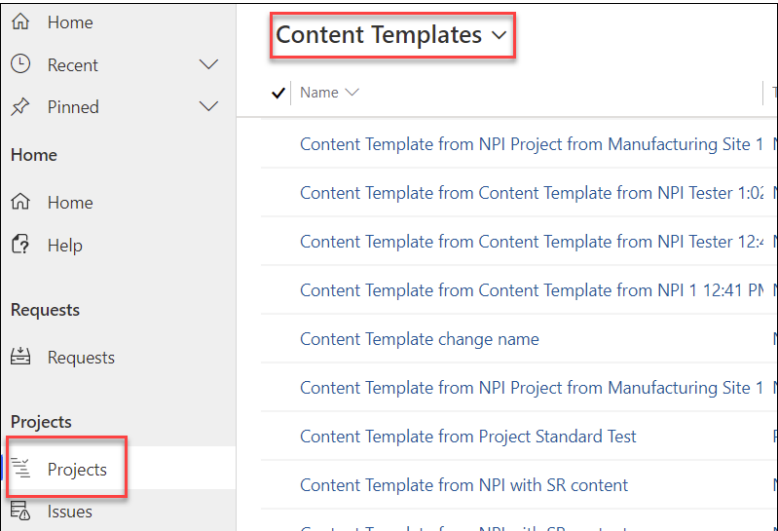 Home
Recent
Pinned
Home
Home
Help
Requests
Requests
Projects
Projects
Issues
Content Templates
Name
Content Template from NPI Project from Manufacturing Site 1
Content Template from Content Template from NPI Tester 1:02
Content Template from Content Template from NPI Tester 12:4
Content Template from Content Template from NPI 1 12:41 PM
Content Template change name
Content Template from NPI Project from Manufacturing Site 1
Content Template from Project Standard Test
Content Template from NPI with SR content